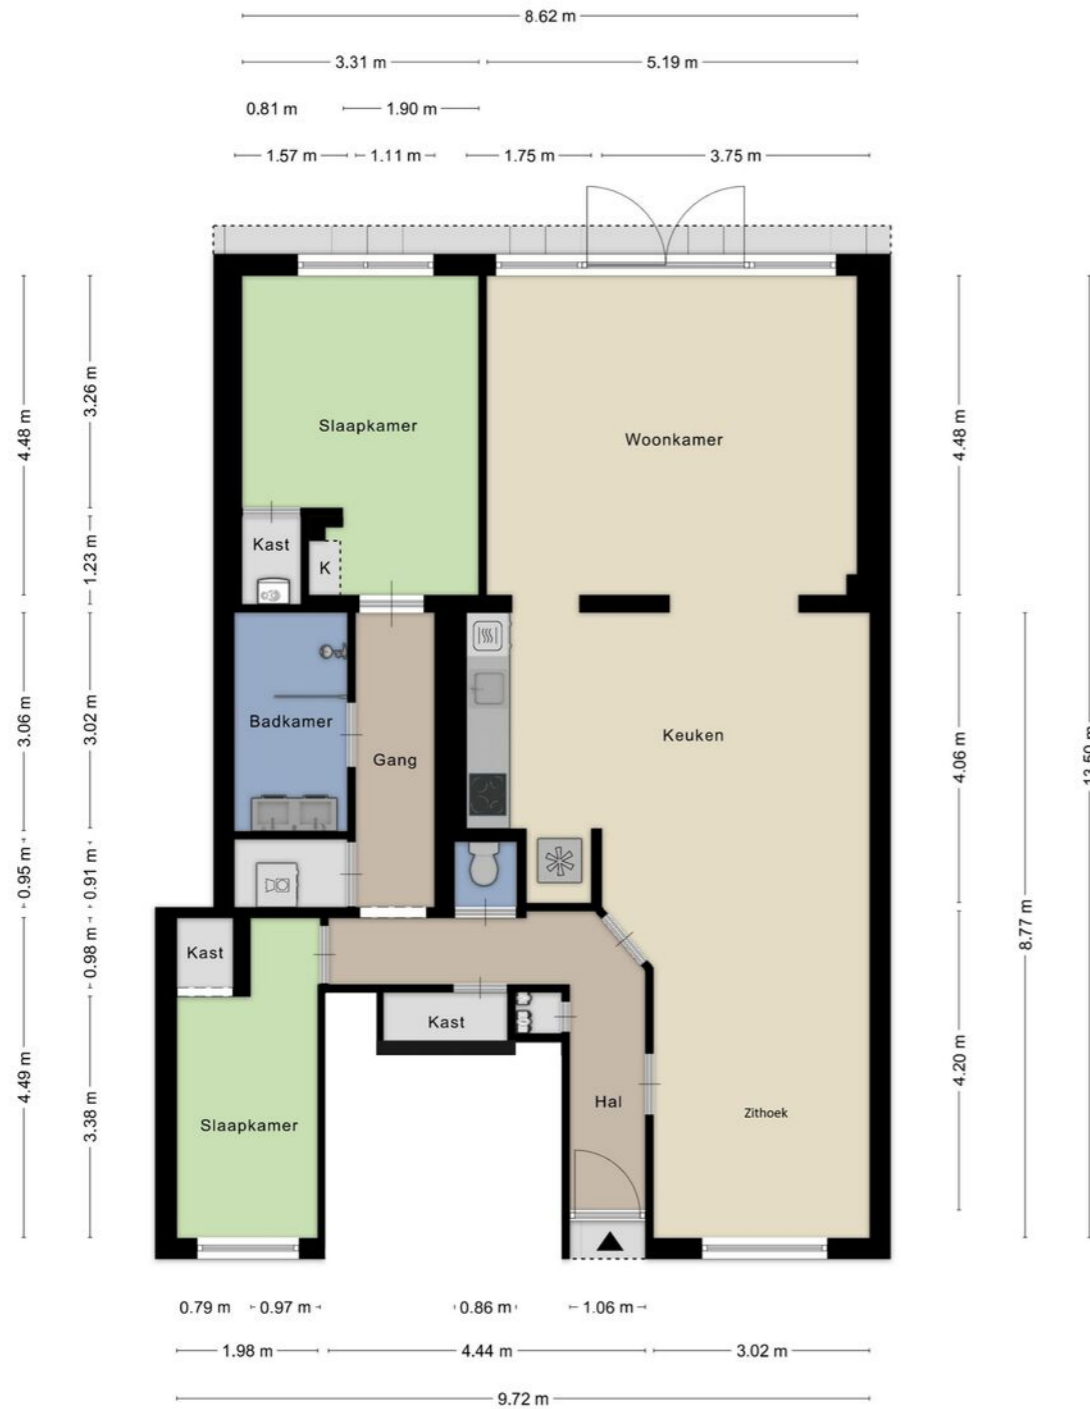 8.62 m
3.31 m
5.19 m
0.81 m
1.90 m
1.57 m
1.11 m
1.75 m
3.75 m
4.48 m
3.26 m
1.23 m
3.06 m
3.02 m
0.95 m
0.91 m
0.98 m
4.49 m
3.38 m
Slaapkamer
Woonkamer
Kast
K
Badkamer
Gang
Keuken
Kast
Kast
Slaapkamer
Hal
Zithoek
4.48 m
4.06 m
4.20 m
8.77 m
13.50 m
0.79 m
0.97 m
0.86 m
1.06 m
1.98 m
4.44 m
3.02 m
9.72 m